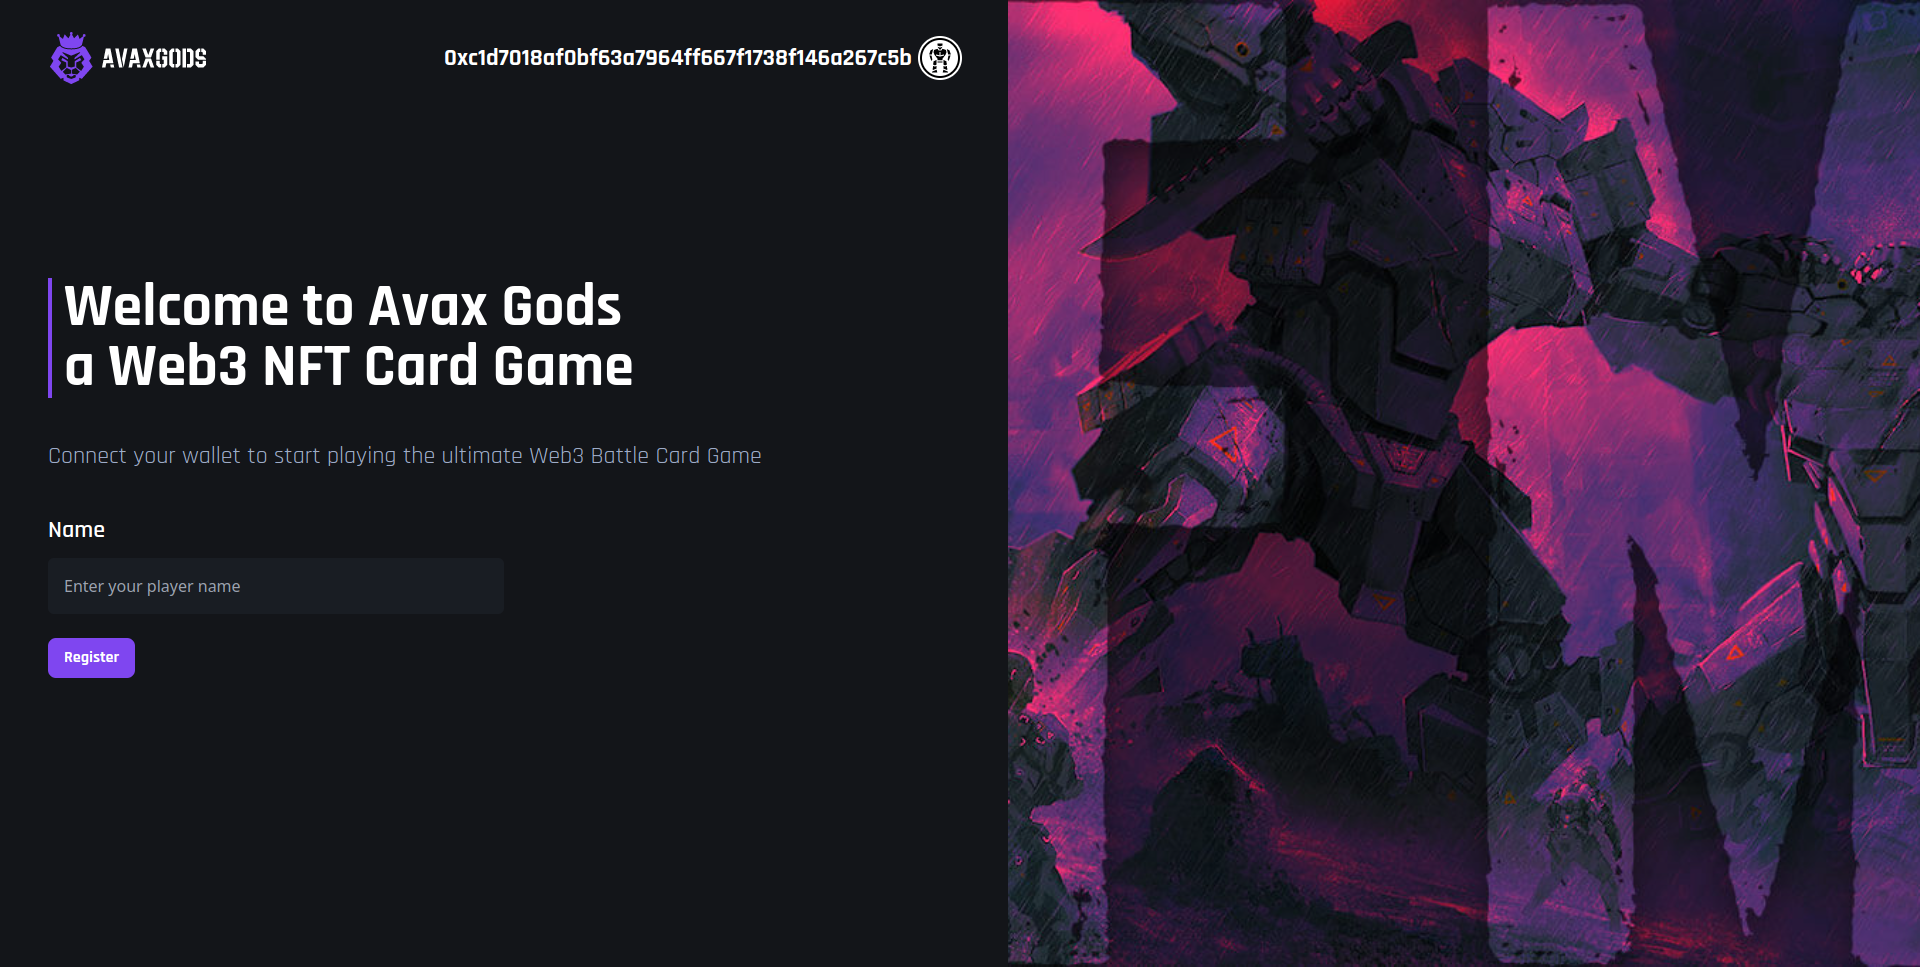 AVAXGODS
0xc1d7018af0bf63a7964ff667f1738f146a267c5b
Welcome to Avax Gods
a Web3 NFT Card Game
Connect your wallet to start playing the ultimate Web3 Battle Card Game
Name
Enter your player name
Register